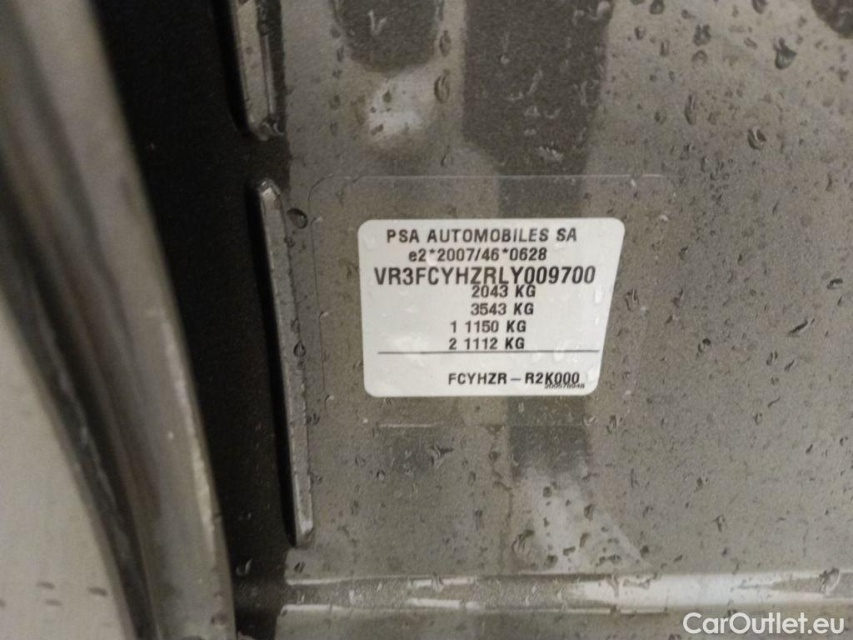 PSA AUTOMOBILES SA
e2*2007/46*0628
VR3FCYHZRLY009700
2043 KG
3543 KG
1 1150 KG
2 1112 KG
FCYHZR – R2K000
CarOutlet.eu